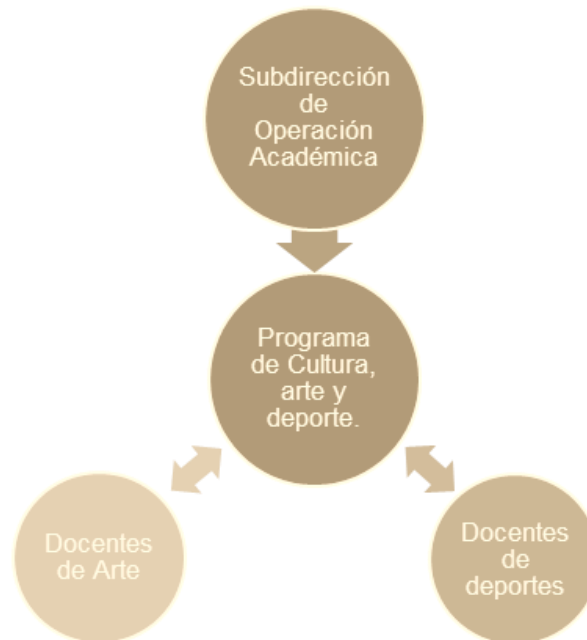 Subdirección
de
Operación
Académica
Programa
de Cultura,
arte y
deporte.
Docentes
de Arte
Docentes
de
deportes